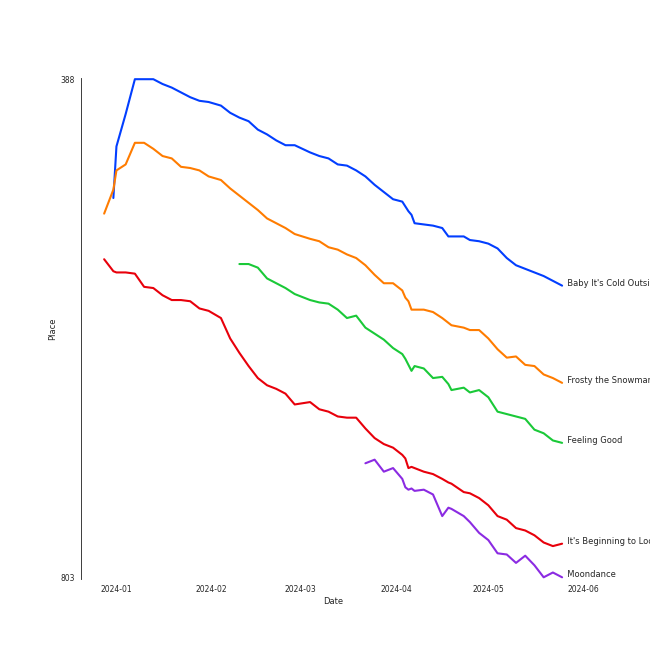 388
Baby It's Cold Outsi
Frosty the Snowmar
Place
Feeling Good
It's Beginning to Loo
Moondance
803
2024-01 2024-02 2024-03 2024-04 2024-05 2024-06
Date